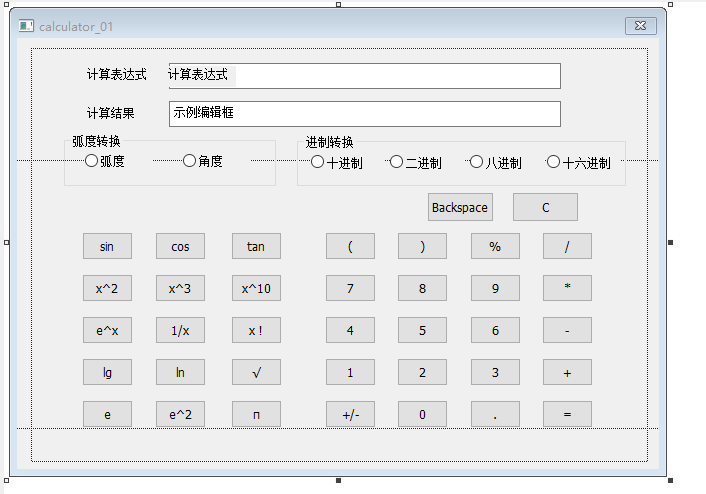 calculator_01
计算表达式 计算表达式
计算结果 示例编辑框
弧度转换 进制转换
弧度 角度 十进制 二进制 八进制 十六进制
Backspace C
sin cos tan ( ) % /
x^2 x^3 x^10 7 8 9 *
e^x 1/x x! 4 5 6 -
lg ln √ 1 2 3 +
e e^2 п +/- 0 . =